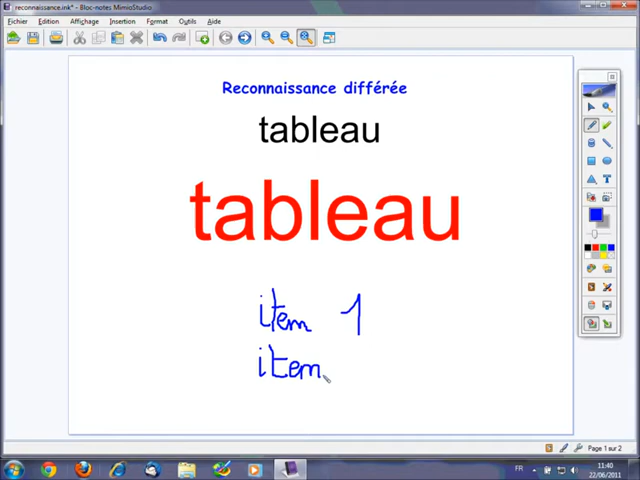 reconnaissance.ink* - Bloc-notes MimioStudio
Fichier Edition Affichage Insertion Format Outils Aide
Reconnaissance différée
tableau
tableau
item 1
item
Page 1 sur 2
FR 11:40
22/06/2011